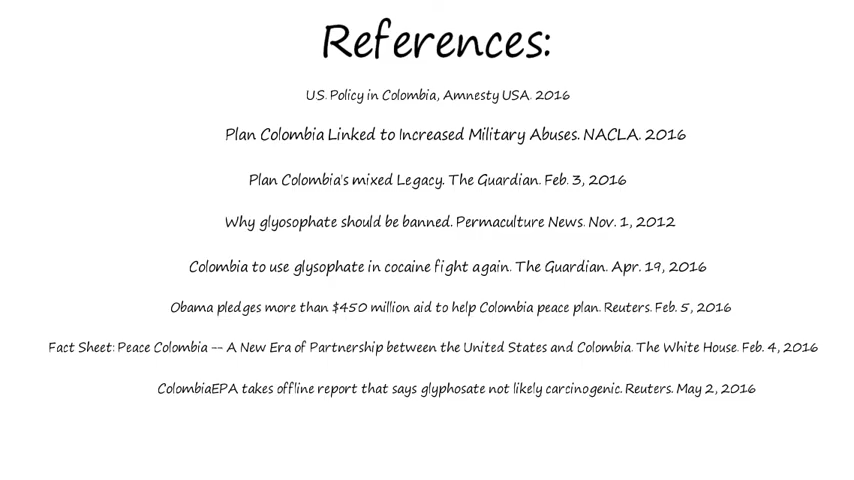 References:
U.S. Policy in Colombia, Amnesty USA. 2016
Plan Colombia Linked to Increased Military Abuses. NACLA. 2016
Plan Colombia's mixed Legacy. The Guardian. Feb. 3, 2016
Why glyosophate should be banned. Permaculture News. Nov. 1, 2012
Colombia to use glysophate in cocaine fight again. The Guardian. Apr. 19, 2016
Obama pledges more than $450 million aid to help Colombia peace plan. Reuters. Feb. 5, 2016
Fact Sheet: Peace Colombia -- A New Era of Partnership between the United States and Colombia. The White House. Feb. 4, 2016
ColombiaEPA takes offline report that says glyphosate not likely carcinogenic. Reuters. May 2, 2016